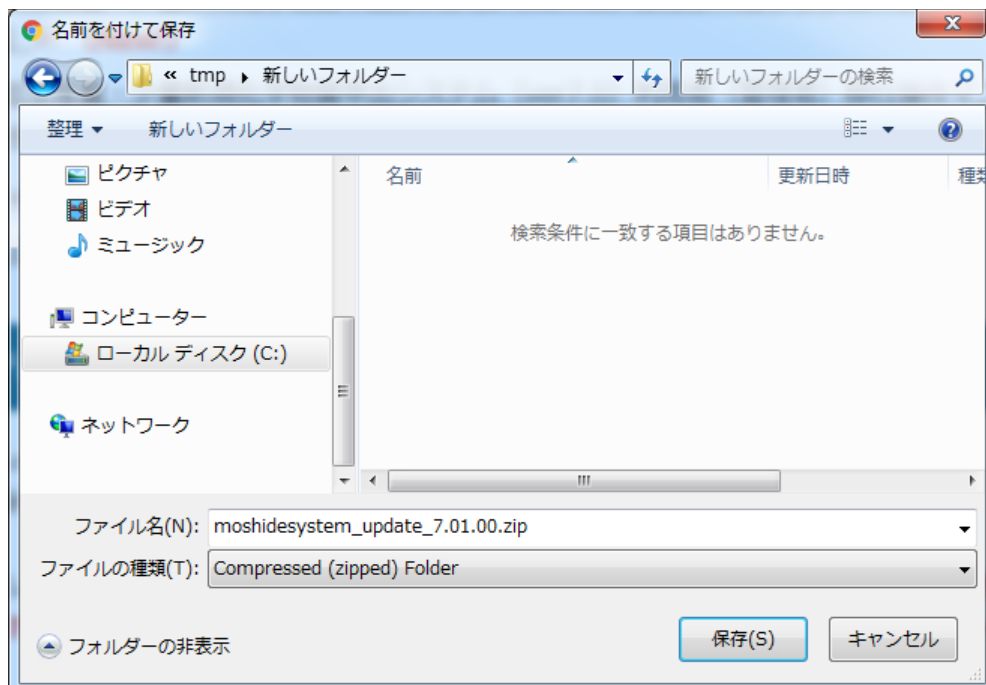 名前を付けて保存
« tmp ▸ 新しいフォルダー
新しいフォルダーの検索
整理
新しいフォルダー
名前
更新日時
種類
検索条件に一致する項目はありません。
ピクチャ
ビデオ
ミュージック
コンピューター
ローカル ディスク (C:)
ネットワーク
ファイル名(N): moshidesystem_update_7.01.00.zip
ファイルの種類(T): Compressed (zipped) Folder
フォルダーの非表示
保存(S)
キャンセル